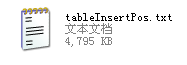 tableInsertPos.txt
文本文档
4,795 KB